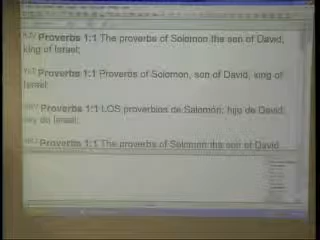 KJV Proverbs 1:1 The proverbs of Solomon the son of David,
king of Israel;
YLT Proverbs 1:1 Proverbs of Solomon, son of David, king of
Israel:
Proverbs 1:1 LOS proverbios de Salomón, hijo de David,
rey de Israel:
Proverbs 1:1 The proverbs of Solomon the son of David